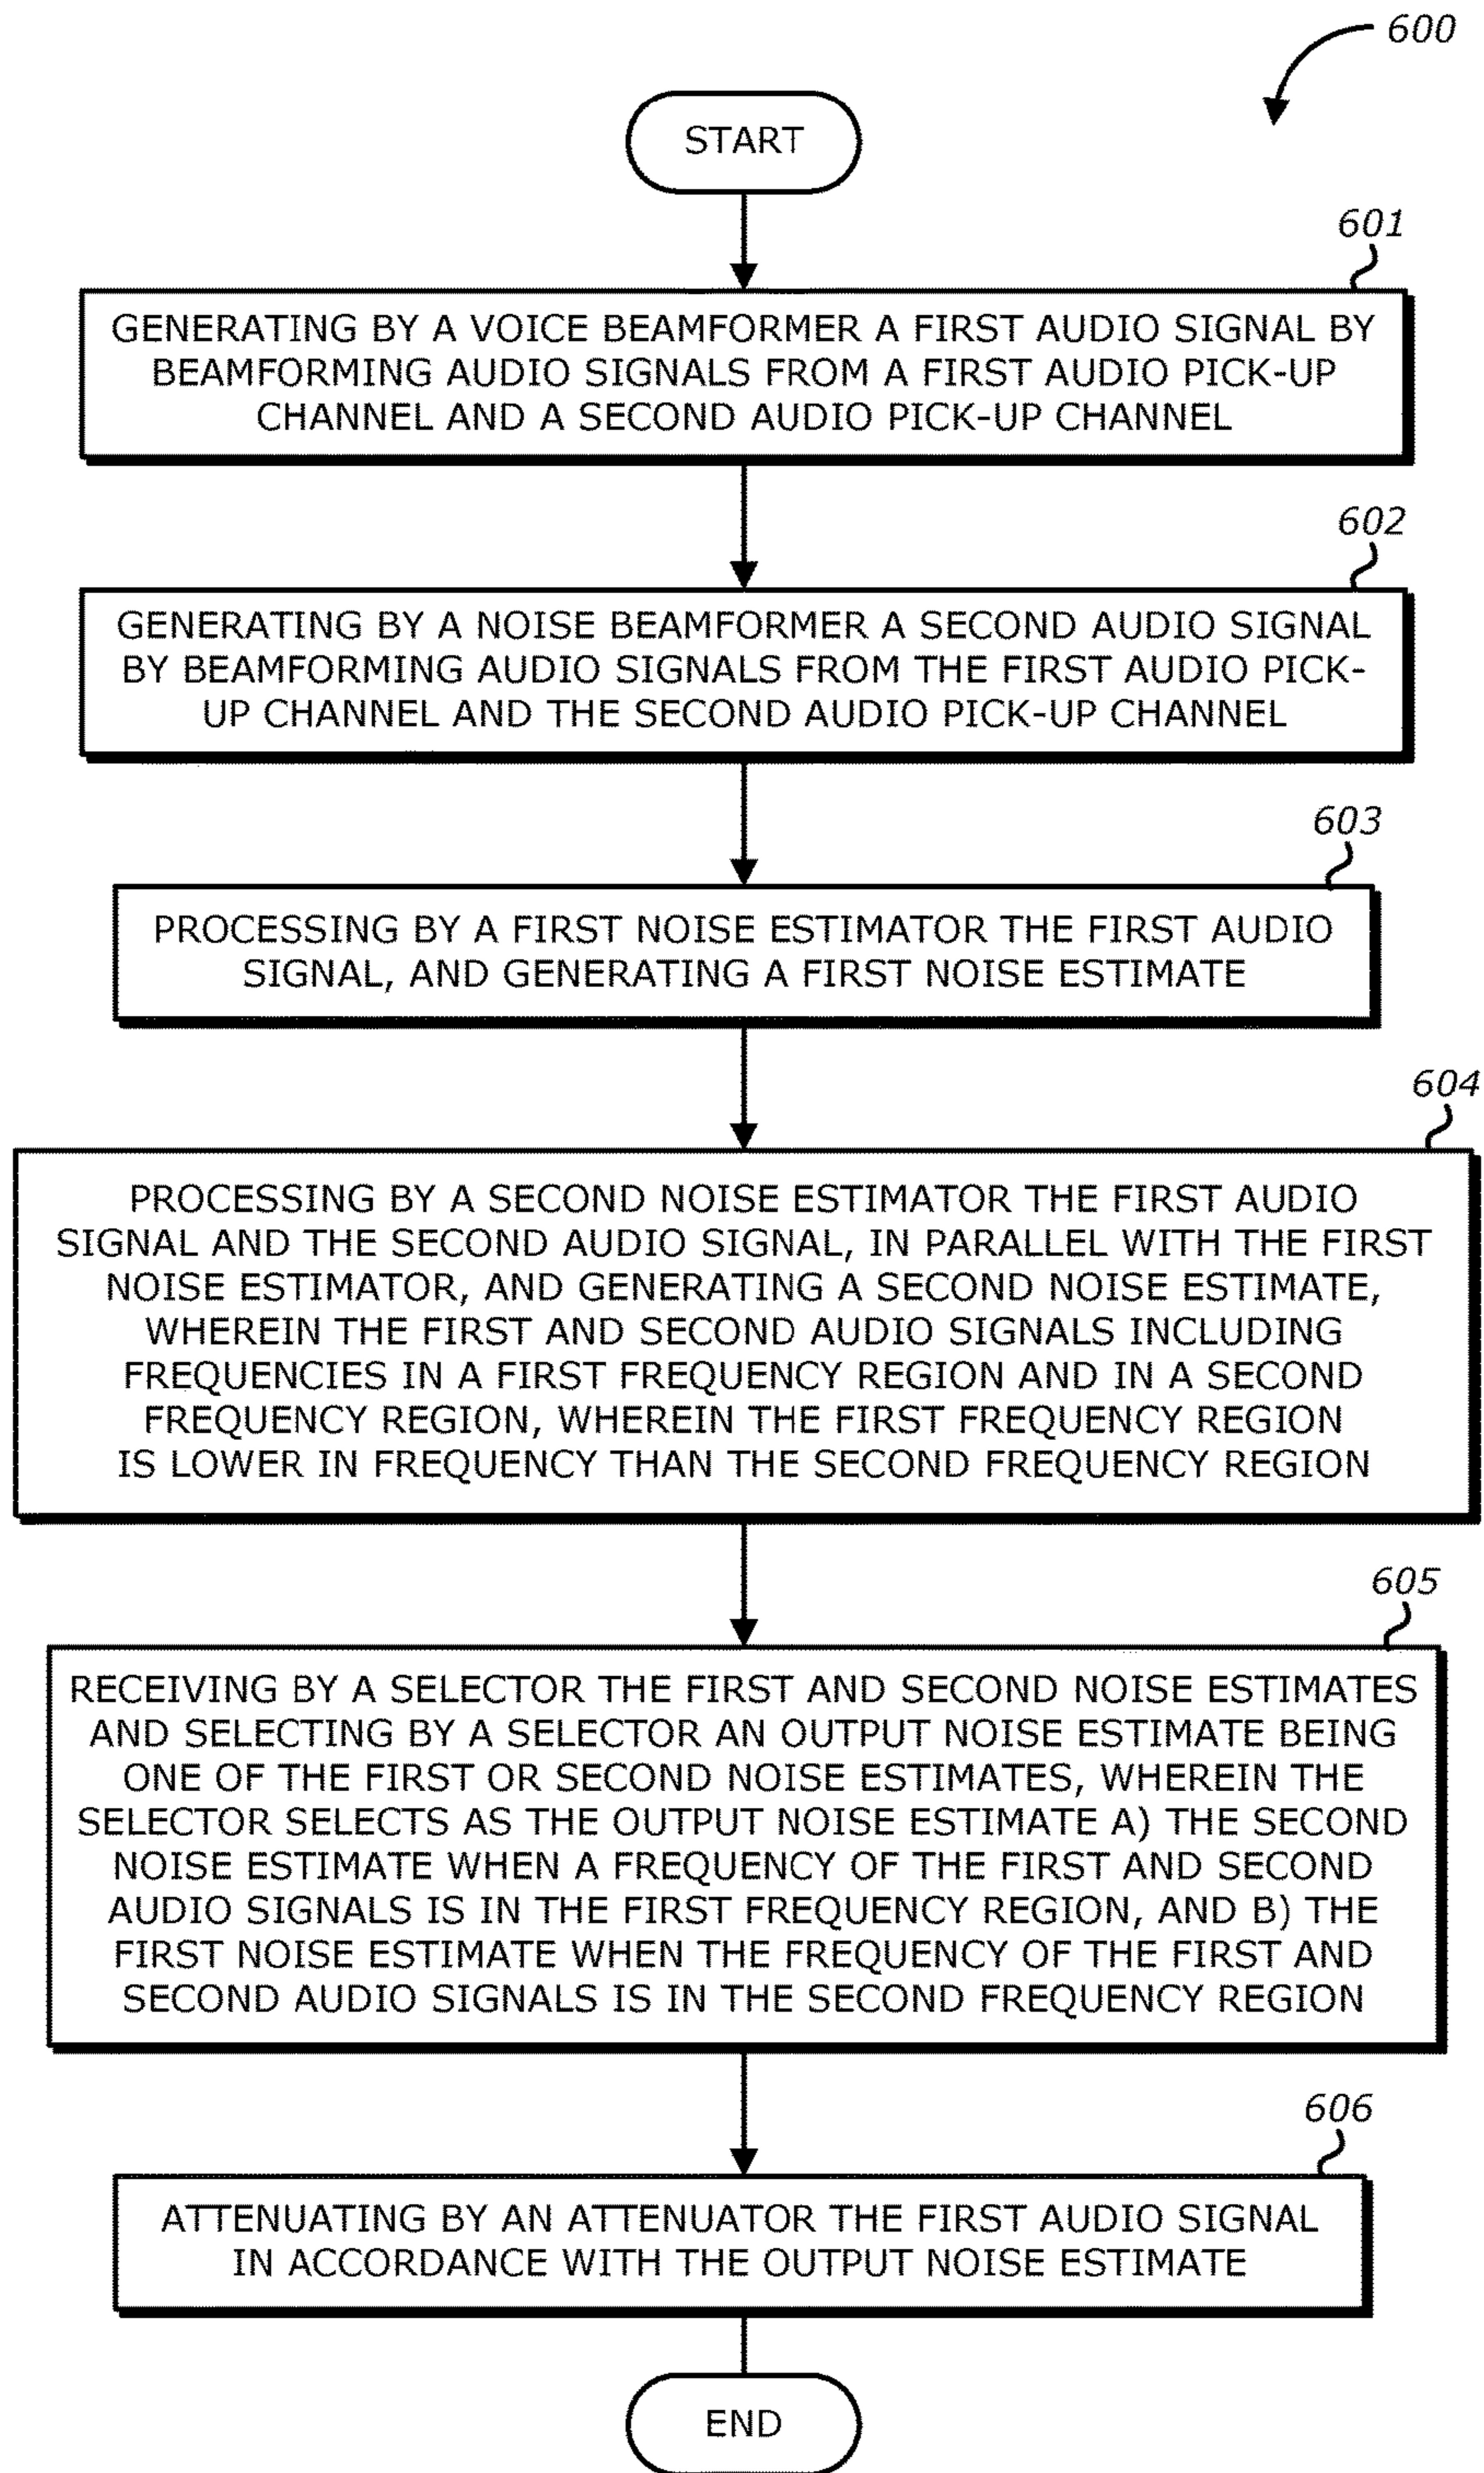 600
START
601
GENERATING BY A VOICE BEAMFORMER A FIRST AUDIO SIGNAL BY
BEAMFORMING AUDIO SIGNALS FROM A FIRST AUDIO PICK-UP
CHANNEL AND A SECOND AUDIO PICK-UP CHANNEL
602
GENERATING BY A NOISE BEAMFORMER A SECOND AUDIO SIGNAL
BY BEAMFORMING AUDIO SIGNALS FROM THE FIRST AUDIO PICK-
UP CHANNEL AND THE SECOND AUDIO PICK-UP CHANNEL
603
PROCESSING BY A FIRST NOISE ESTIMATOR THE FIRST AUDIO
SIGNAL, AND GENERATING A FIRST NOISE ESTIMATE
604
PROCESSING BY A SECOND NOISE ESTIMATOR THE FIRST AUDIO
SIGNAL AND THE SECOND AUDIO SIGNAL, IN PARALLEL WITH THE FIRST
NOISE ESTIMATOR, AND GENERATING A SECOND NOISE ESTIMATE,
WHEREIN THE FIRST AND SECOND AUDIO SIGNALS INCLUDING
FREQUENCIES IN A FIRST FREQUENCY REGION AND IN A SECOND
FREQUENCY REGION, WHEREIN THE FIRST FREQUENCY REGION
IS LOWER IN FREQUENCY THAN THE SECOND FREQUENCY REGION
605
RECEIVING BY A SELECTOR THE FIRST AND SECOND NOISE ESTIMATES
AND SELECTING BY A SELECTOR AN OUTPUT NOISE ESTIMATE BEING
ONE OF THE FIRST OR SECOND NOISE ESTIMATES, WHEREIN THE
SELECTOR SELECTS AS THE OUTPUT NOISE ESTIMATE A) THE SECOND
NOISE ESTIMATE WHEN A FREQUENCY OF THE FIRST AND SECOND
AUDIO SIGNALS IS IN THE FIRST FREQUENCY REGION, AND B) THE
FIRST NOISE ESTIMATE WHEN THE FREQUENCY OF THE FIRST AND
SECOND AUDIO SIGNALS IS IN THE SECOND FREQUENCY REGION
606
ATTENUATING BY AN ATTENUATOR THE FIRST AUDIO SIGNAL
IN ACCORDANCE WITH THE OUTPUT NOISE ESTIMATE
END